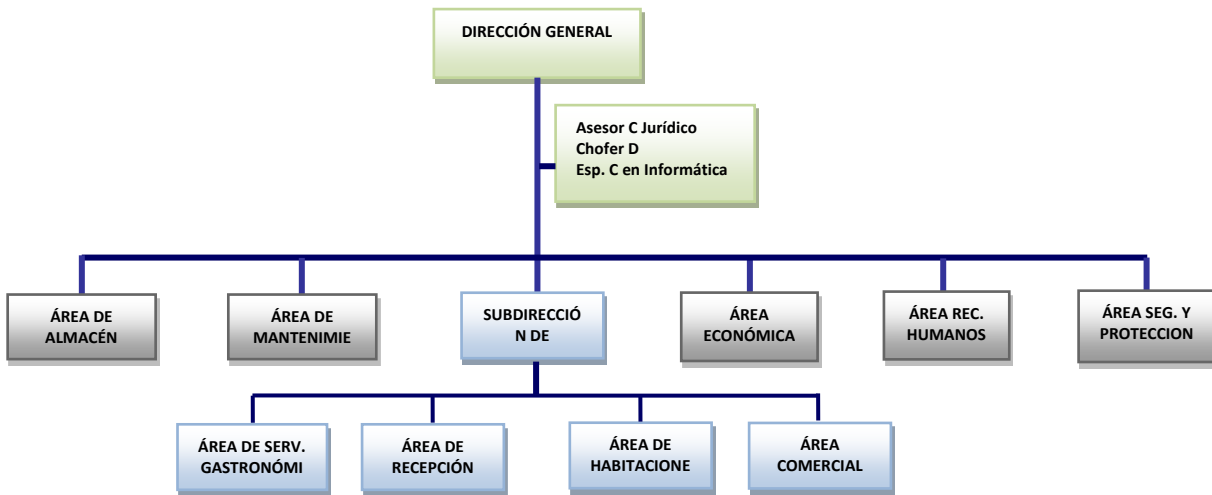 DIRECCIÓN GENERAL
Asesor C Jurídico
Chofer D
Esp. C en Informática
ÁREA DE
ALMACÉN
ÁREA DE
MANTENIMIE
SUBDIRECCIÓ
N DE
ÁREA
ECONÓMICA
ÁREA REC.
HUMANOS
ÁREA SEG. Y
PROTECCION
ÁREA DE SERV.
GASTRONÓMI
ÁREA DE
RECEPCIÓN
ÁREA DE
HABITACIONE
ÁREA
COMERCIAL